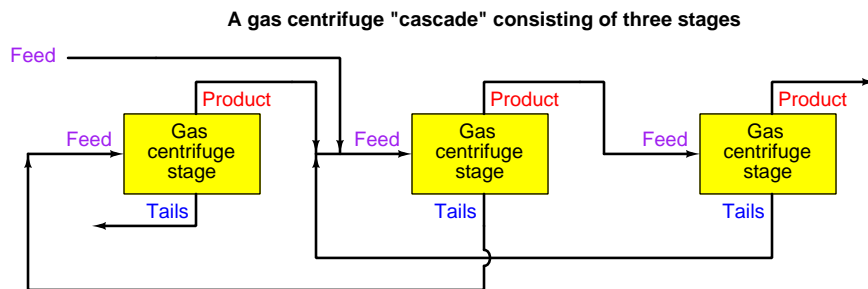 A gas centrifuge "cascade" consisting of three stages
Feed
Product
Product
Product
Feed
Gas
centrifuge
stage
Feed
Gas
centrifuge
stage
Feed
Gas
centrifuge
stage
Tails
Tails
Tails